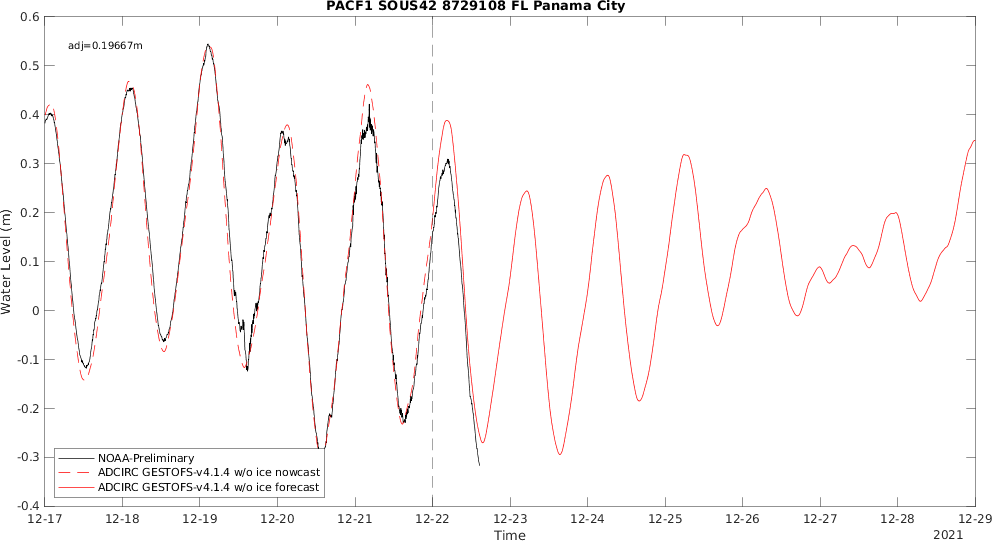 PACF1 SOUS42 8729108 FL Panama City
adj=0.19667m
Water Level (m)
0.6
0.5
0.4
0.3
0.2
0.1
0
-0.1
-0.2
-0.3
-0.4
NOAA-Preliminary
ADCIRC GESTOFS-v4.1.4 w/o ice nowcast
ADCIRC GESTOFS-v4.1.4 w/o ice forecast
12-17 12-18 12-19 12-20 12-21 12-22 12-23 12-24 12-25 12-26 12-27 12-28 12-29
Time
2021